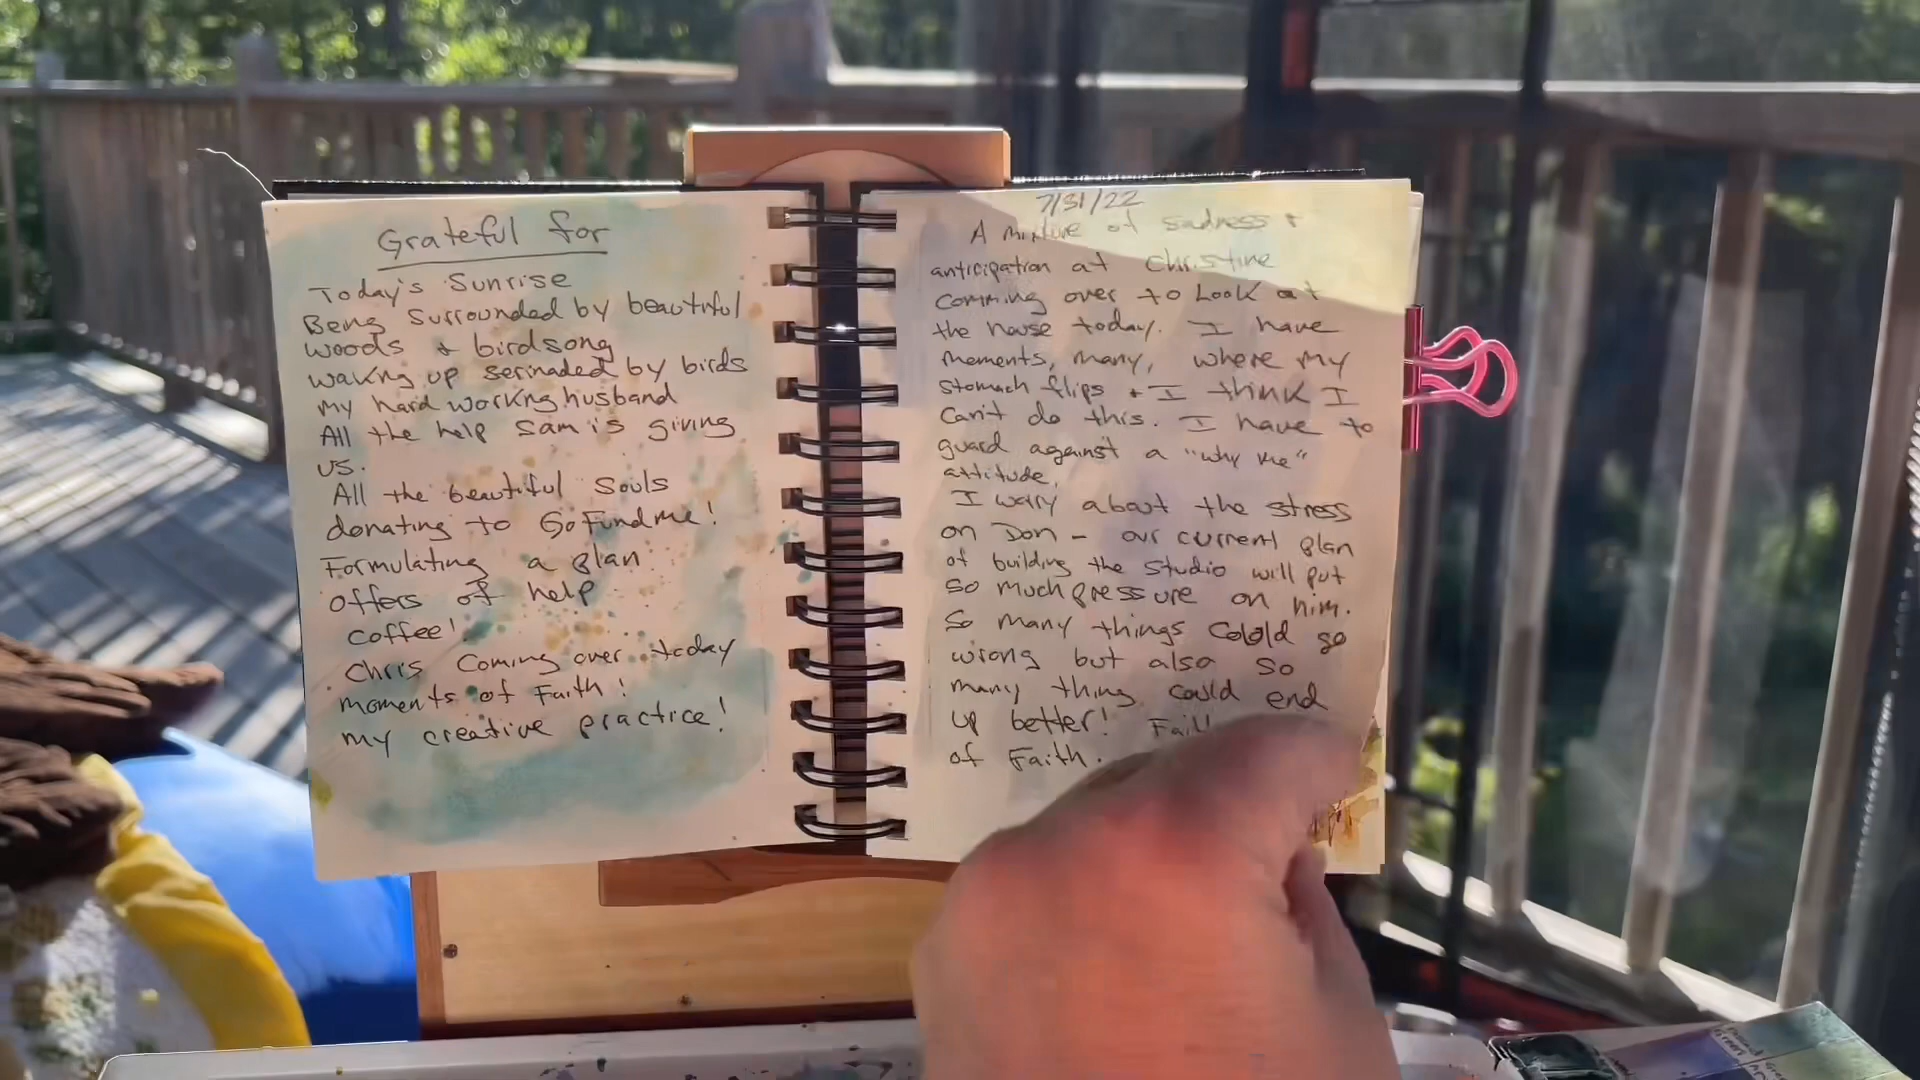 Grateful for
Today's Sunrise
Beng Surrounded by beautiful
woods + birdsong
wakng up serinaded by birds
my hard workng husband
All the help Sam is giving
us.
All the beautiful Souls
donating to GoFundme!
Formulating a plan
offers of help
coffee!
Chris Coming over today
moments of Faith!
my creative practice!
7/31/22
A mixture of sadness +
anticipation at Christine
comming over to Look at
the house today. I have
moments, many, where my
stomach flips + I think I
Can't do this. I have to
guard against a "why me"
attitude.
I worry about the stress
on Don - our current plan
of building the Studio will put
so much pressure on him.
So many things could go
wrong but also so
many thing could end
up better!
of Faith.